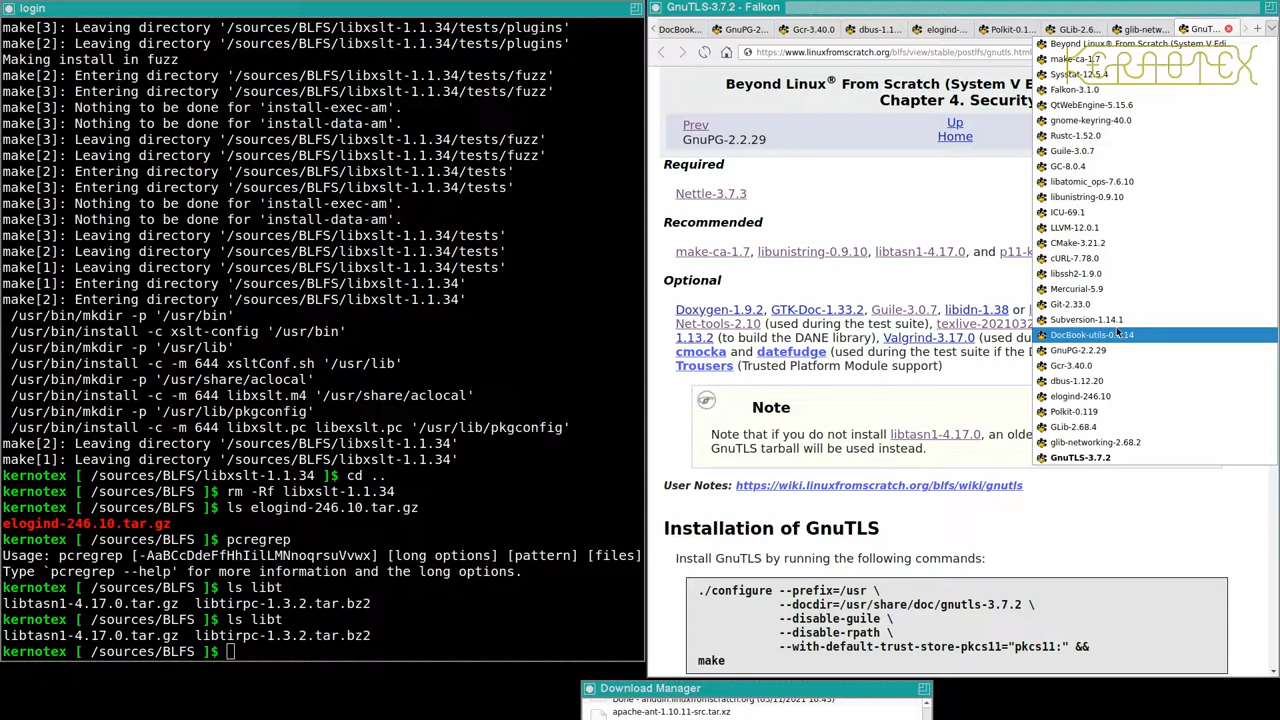 login
make[3]: Leaving directory '/sources/BLFS/libxslt-1.1.34/tests/plugins'
make[2]: Leaving directory '/sources/BLFS/libxslt-1.1.34/tests/plugins'
Making install in fuzz
make[2]: Entering directory '/sources/BLFS/libxslt-1.1.34/tests/fuzz'
make[3]: Entering directory '/sources/BLFS/libxslt-1.1.34/tests/fuzz'
make[3]: Nothing to be done for 'install-exec-am'.
make[3]: Nothing to be done for 'install-data-am'.
make[3]: Leaving directory '/sources/BLFS/libxslt-1.1.34/tests/fuzz'
make[2]: Leaving directory '/sources/BLFS/libxslt-1.1.34/tests/fuzz'
make[2]: Entering directory '/sources/BLFS/libxslt-1.1.34/tests'
make[3]: Entering directory '/sources/BLFS/libxslt-1.1.34/tests'
make[3]: Nothing to be done for 'install-exec-am'.
make[3]: Nothing to be done for 'install-data-am'.
make[3]: Leaving directory '/sources/BLFS/libxslt-1.1.34/tests'
make[2]: Leaving directory '/sources/BLFS/libxslt-1.1.34/tests'
make[1]: Leaving directory '/sources/BLFS/libxslt-1.1.34/tests'
make[1]: Entering directory '/sources/BLFS/libxslt-1.1.34'
make[2]: Entering directory '/sources/BLFS/libxslt-1.1.34'
/usr/bin/mkdir -p '/usr/bin'
/usr/bin/install -c xslt-config '/usr/bin'
/usr/bin/mkdir -p '/usr/lib'
/usr/bin/install -c -m 644 xsltConf.sh '/usr/lib'
/usr/bin/mkdir -p '/usr/share/aclocal'
/usr/bin/install -c -m 644 libxslt.m4 '/usr/share/aclocal'
/usr/bin/mkdir -p '/usr/lib/pkgconfig'
/usr/bin/install -c -m 644 libxslt.pc libexslt.pc '/usr/lib/pkgconfig'
make[2]: Leaving directory '/sources/BLFS/libxslt-1.1.34'
make[1]: Leaving directory '/sources/BLFS/libxslt-1.1.34'
kernotex [ /sources/BLFS/libxslt-1.1.34 ]$ cd ..
kernotex [ /sources/BLFS ]$ rm -Rf libxslt-1.1.34
kernotex [ /sources/BLFS ]$ ls elogind-246.10.tar.gz
elogind-246.10.tar.gz
kernotex [ /sources/BLFS ]$ pcregrep
Usage: pcregrep [-AaBCcDdeFfHhIilLMNnoqrsuVvwx] [long options] [pattern] [files]
Type `pcregrep --help' for more information and the long options.
kernotex [ /sources/BLFS ]$ ls libt
libtasn1-4.17.0.tar.gz libtirpc-1.3.2.tar.bz2
kernotex [ /sources/BLFS ]$ ls libt
libtasn1-4.17.0.tar.gz libtirpc-1.3.2.tar.bz2
kernotex [ /sources/BLFS ]$
GnuTLS-3.7.2 - Falkon
DocBook... GnuPG-2... Gcr-3.40.0 dbus-1.1... elogind-... Polkit-0.1... GLib-2.6... glib-netw... GnuT...
https://www.linuxfromscratch.org/blfs/view/stable/postlfs/gnutls.html
Beyond Linux® From Scratch (System V
Chapter 4. Security
Prev
GnuPG-2.2.29
Up
Home
Required
Nettle-3.7.3
Recommended
make-ca-1.7, libunistring-0.9.10, libtasn1-4.17.0, and p11-k
Optional
Doxygen-1.9.2, GTK-Doc-1.33.2, Guile-3.0.7, libidn-1.38 or l
Net-tools-2.10 (used during the test suite), texlive-2021032
1.13.2 (to build the DANE library), Valgrind-3.17.0 (used du
cmocka and datefudge (used during the test suite if the D
Trousers (Trusted Platform Module support)
Note
Note that if you do not install libtasn1-4.17.0, an olde
GnuTLS tarball will be used instead.
User Notes: https://wiki.linuxfromscratch.org/blfs/wiki/gnutls
Installation of GnuTLS
Install GnuTLS by running the following commands:
./configure --prefix=/usr \
--docdir=/usr/share/doc/gnutls-3.7.2 \
--disable-guile \
--disable-rpath \
--with-default-trust-store-pkcs11="pkcs11:" &&
make
Beyond Linux® From Scratch (System V Edi...
make-ca-1.7
Sysstat-12.5.4
Falkon-3.1.0
QtWebEngine-5.15.6
gnome-keyring-40.0
Rustc-1.52.0
Guile-3.0.7
GC-8.0.4
libatomic_ops-7.6.10
libunistring-0.9.10
ICU-69.1
LLVM-12.0.1
CMake-3.21.2
cURL-7.78.0
libssh2-1.9.0
Mercurial-5.9
Git-2.33.0
Subversion-1.14.1
DocBook-utils-0.6.14
GnuPG-2.2.29
Gcr-3.40.0
dbus-1.12.20
elogind-246.10
Polkit-0.119
GLib-2.68.4
glib-networking-2.68.2
GnuTLS-3.7.2
KERNOTEX
Download Manager
Done - anduin.linuxfromscratch.org (03/11/2021 16:45)
apache-ant-1.10.11-src.tar.xz